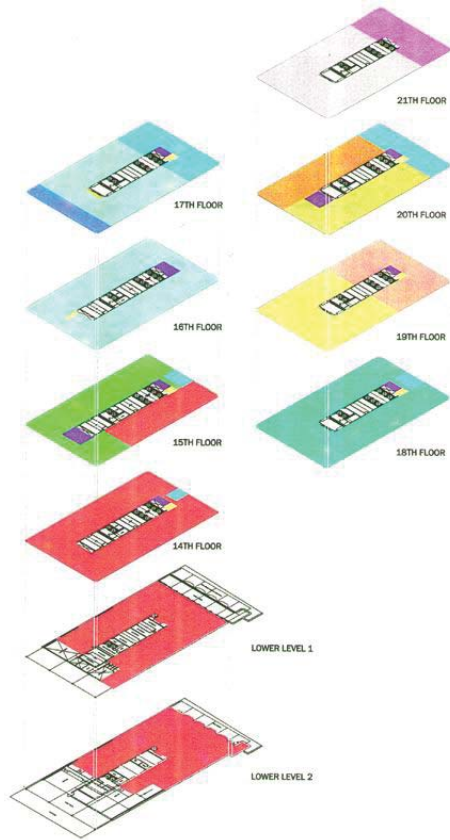 21TH FLOOR
17TH FLOOR
20TH FLOOR
16TH FLOOR
19TH FLOOR
15TH FLOOR
18TH FLOOR
14TH FLOOR
LOWER LEVEL 1
LOWER LEVEL 2